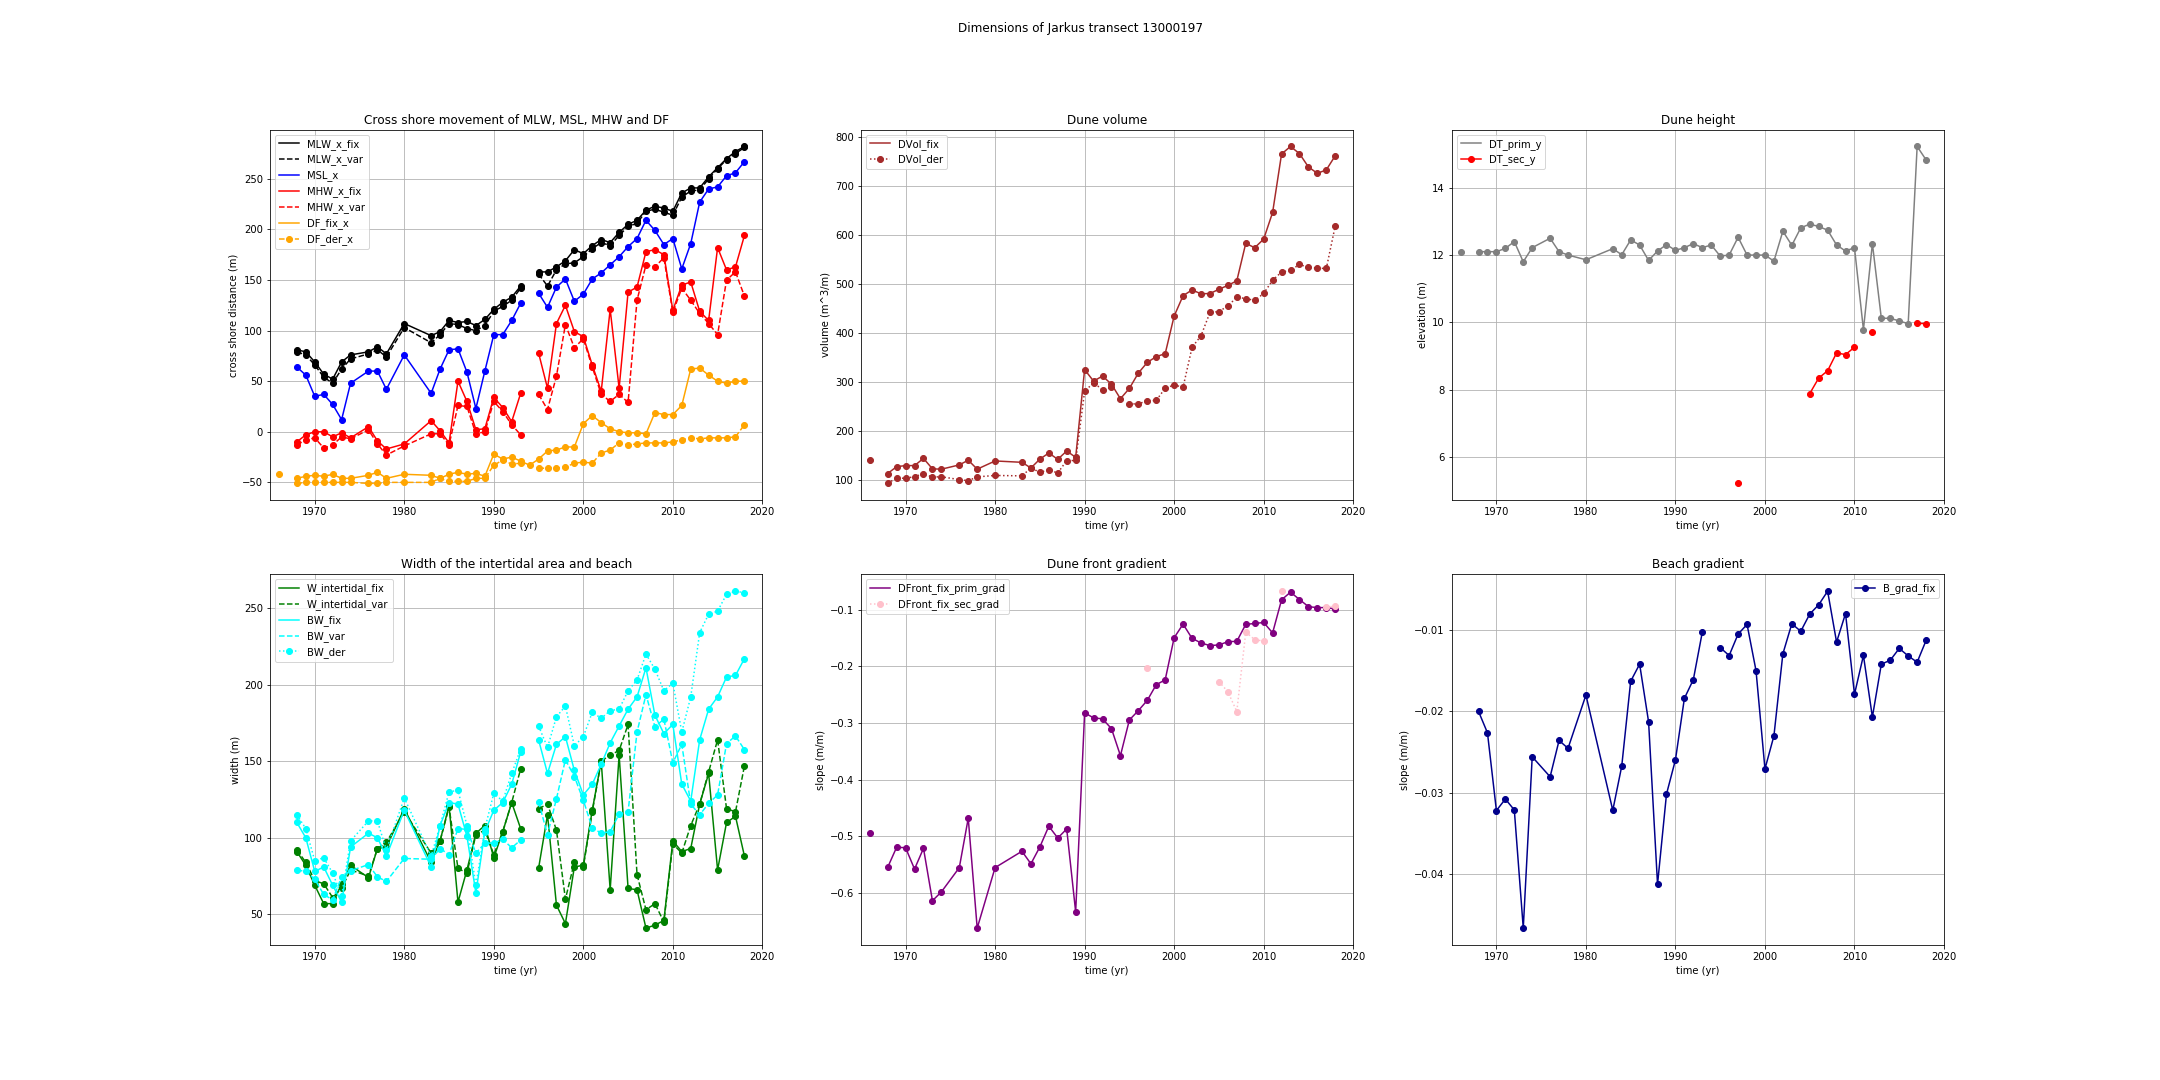 Dimensions of Jarkus transect 13000197
Cross shore movement of MLW, MSL, MHW and DF
MLW_x_fix
MLW_x_var
MSL_x
MHW_x_fix
MHW_x_var
DF_fix_x
DF_der_x
cross shore distance (m)
250
200
150
100
50
0
−50
1970 1980 1990 2000 2010 2020
time (yr)
Dune volume
DVol_fix
DVol_der
volume (m^3/m)
800
700
600
500
400
300
200
100
1970 1980 1990 2000 2010 2020
time (yr)
Dune height
DT_prim_y
DT_sec_y
elevation (m)
14
12
10
8
6
1970 1980 1990 2000 2010 2020
time (yr)
Width of the intertidal area and beach
W_intertidal_fix
W_intertidal_var
BW_fix
BW_var
BW_der
width (m)
250
200
150
100
50
1970 1980 1990 2000 2010 2020
time (yr)
Dune front gradient
DFront_fix_prim_grad
DFront_fix_sec_grad
slope (m/m)
−0.1
−0.2
−0.3
−0.4
−0.5
−0.6
1970 1980 1990 2000 2010 2020
time (yr)
Beach gradient
B_grad_fix
slope (m/m)
−0.01
−0.02
−0.03
−0.04
1970 1980 1990 2000 2010 2020
time (yr)